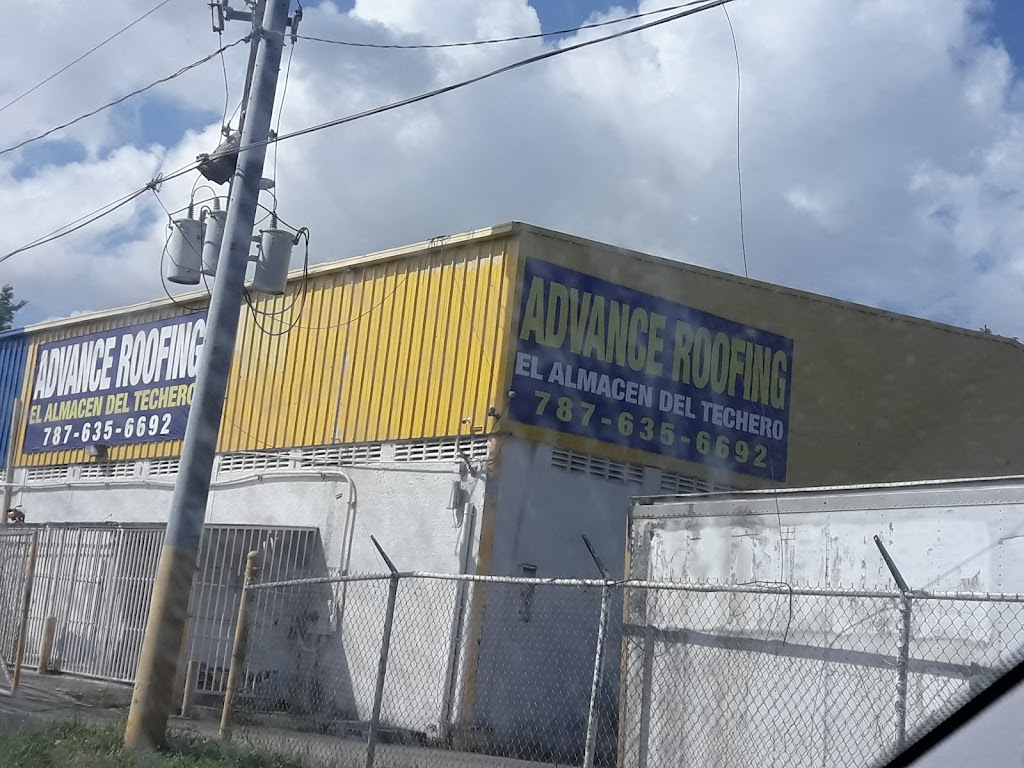 ADVANCE ROOFING
EL ALMACEN DEL TECHERO
787-635-6692
ADVANCE ROOFING
EL ALMACEN DEL TECHERO
787-635-6692